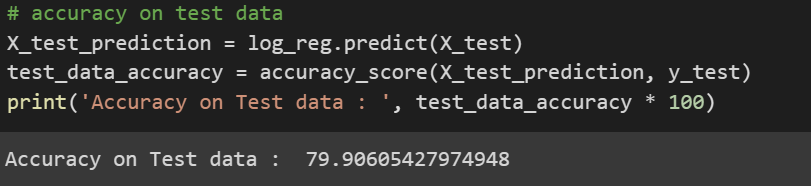 # accuracy on test data
X_test_prediction = log_reg.predict(X_test)
test_data_accuracy = accuracy_score(X_test_prediction, y_test)
print('Accuracy on Test data : ', test_data_accuracy * 100)
Accuracy on Test data :  79.90605427974948